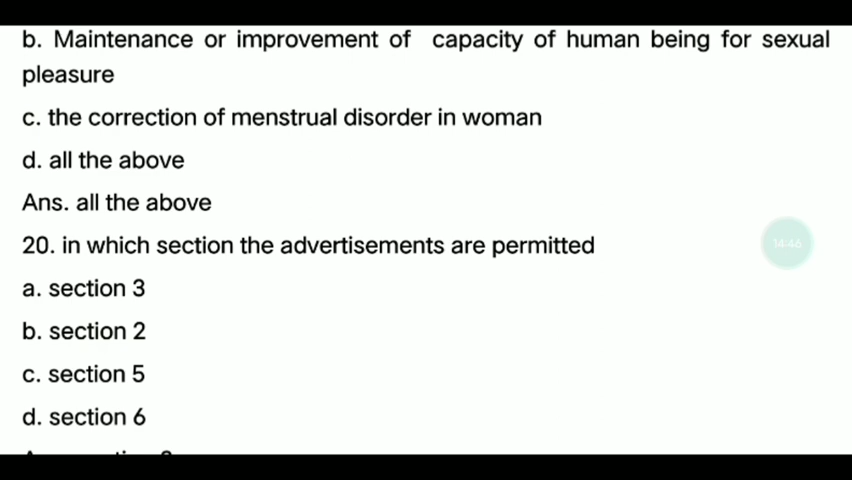 b. Maintenance or improvement of capacity of human being for sexual
pleasure
c. the correction of menstrual disorder in woman
d. all the above
Ans. all the above
20. in which section the advertisements are permitted
14:46
a. section 3
b. section 2
c. section 5
d. section 6